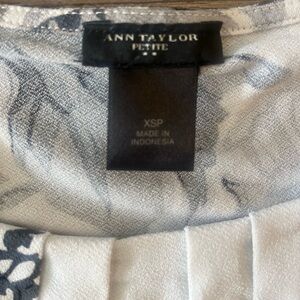 ANN TAYLOR
PETITE
XSP
MADE IN
INDONESIA